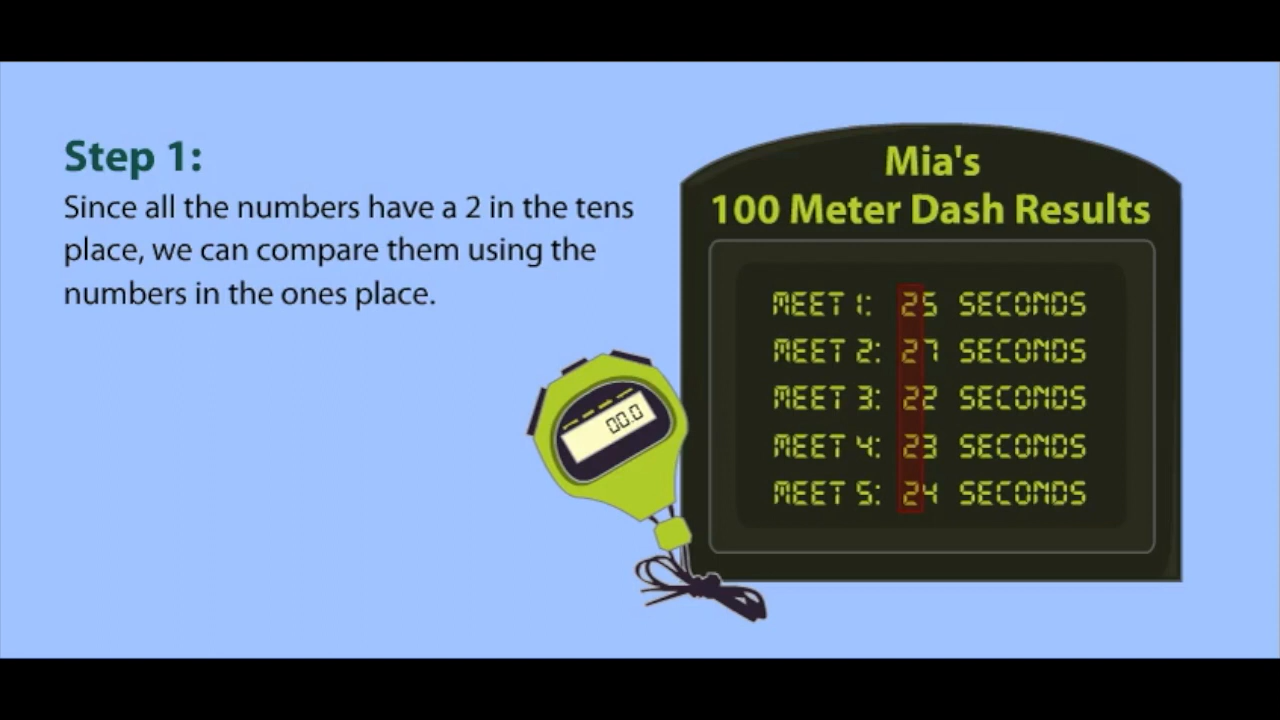 Step 1:
Since all the numbers have a 2 in the tens
place, we can compare them using the
numbers in the ones place.
00.0
Mia's
100 Meter Dash Results
MEET 1: 25 SECONDS
MEET 2: 27 SECONDS
MEET 3: 22 SECONDS
MEET 4: 23 SECONDS
MEET 5: 24 SECONDS